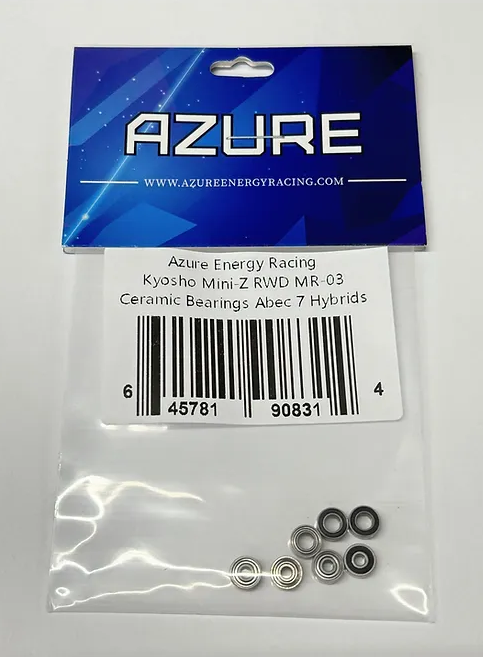 AZURE
WWW.AZUREENERGYRACING.COM
Azure Energy Racing
Kyosho Mini-Z RWD MR-03
Ceramic Bearings Abec 7 Hybrids
6 45781 90831 4